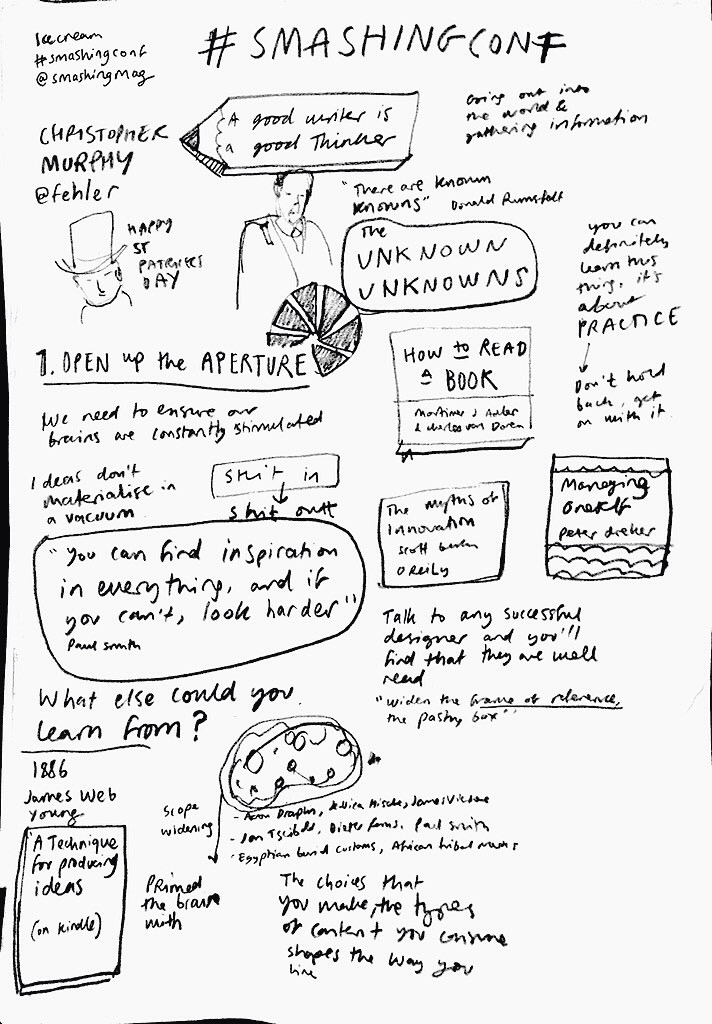 Icecream
#smashingconf
@smashingmag
#SMASHINGCONF
CHRISTOPHER
MURPHY
@fehler
A good writer is
a good Thinker
Going out into
the world &
gathering information
"There are known
knowns" Donald Rumsfalt
The
UNKNOWN
UNKNOWNS
HAPPY
ST
PATRICKS
DAY
you can
definitely
learn this
thing, it's
about
PRACTICE
Don't hold
back, get
on with it.
1. OPEN up the APERTURE
HOW to READ
A BOOK
Mortimer J Adler
& Charles van Doren
We need to ensure our
brains are constantly stimulated
Ideas don't
materialise in
a vacuum
shit in
shit out
The myths of
innovation
scott berkun
OREILY
Managing
oneself
Peter dreker
"You can find inspiration
in everything, and if
you can't, look harder"
Paul smith
Talk to any successful
designer and you'll
find that they are well
read
"widen the frame of reference,
the pastry box"
What else could you
learn from?
1886
James Web
Young
A Technique
for producing
ideas
(on kindle)
Scope
widening
- Aaron Draplin, Jessica Hische, James Victore
- Jan Tscihold, Dieter Rams, Paul Smith
- Egyptian burial customs, African tribal masks
PRimed
the brain
with
The choices that
you make, the types
of content you consume
shapes the way you
live